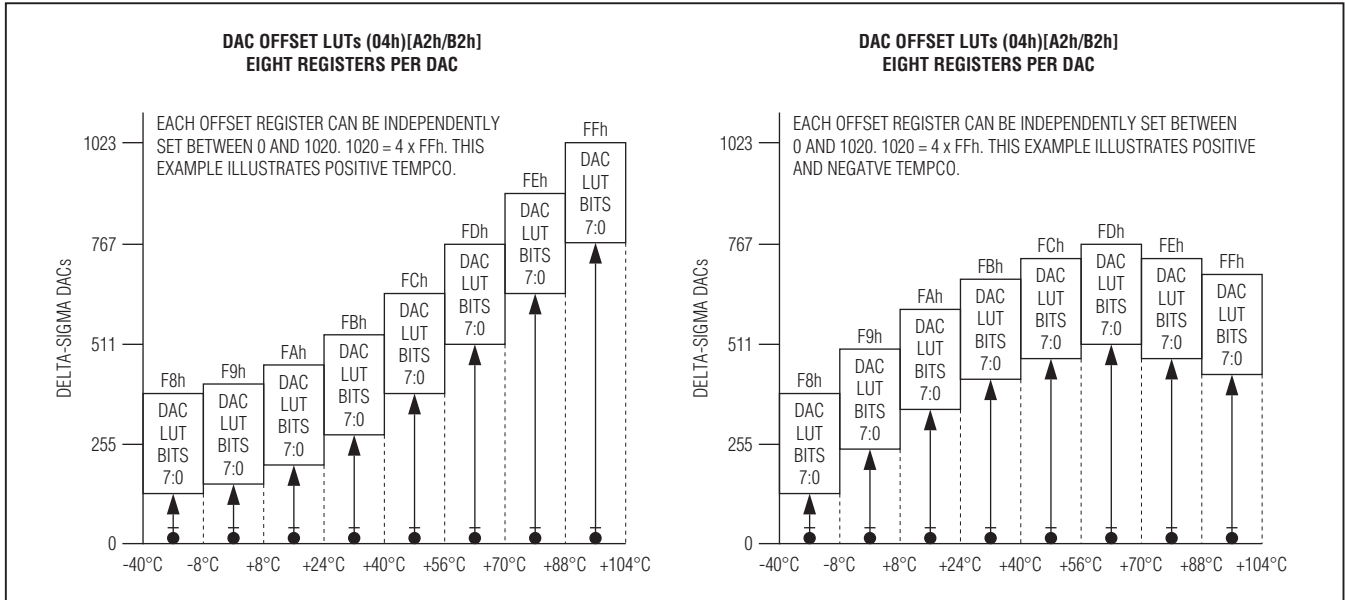 DAC OFFSET LUTs (04h)[A2h/B2h]
EIGHT REGISTERS PER DAC
EACH OFFSET REGISTER CAN BE INDEPENDENTLY
SET BETWEEN 0 AND 1020. 1020 = 4 x FFh. THIS
EXAMPLE ILLUSTRATES POSITIVE TEMPCO.
DELTA-SIGMA DACs
1023
767
511
255
0
F8h
DAC
LUT
BITS
7:0
F9h
DAC
LUT
BITS
7:0
FAh
DAC
LUT
BITS
7:0
FBh
DAC
LUT
BITS
7:0
FCh
DAC
LUT
BITS
7:0
FDh
DAC
LUT
BITS
7:0
FEh
DAC
LUT
BITS
7:0
FFh
DAC
LUT
BITS
7:0
-40°C -8°C +8°C +24°C +40°C +56°C +70°C +88°C +104°C
DAC OFFSET LUTs (04h)[A2h/B2h]
EIGHT REGISTERS PER DAC
EACH OFFSET REGISTER CAN BE INDEPENDENTLY SET BETWEEN
0 AND 1020. 1020 = 4 x FFh. THIS EXAMPLE ILLUSTRATES POSITIVE
AND NEGATVE TEMPCO.
DELTA-SIGMA DACs
1023
767
511
255
0
F8h
DAC
LUT
BITS
7:0
F9h
DAC
LUT
BITS
7:0
FAh
DAC
LUT
BITS
7:0
FBh
DAC
LUT
BITS
7:0
FCh
DAC
LUT
BITS
7:0
FDh
DAC
LUT
BITS
7:0
FEh
DAC
LUT
BITS
7:0
FFh
DAC
LUT
BITS
7:0
-40°C -8°C +8°C +24°C +40°C +56°C +70°C +88°C +104°C